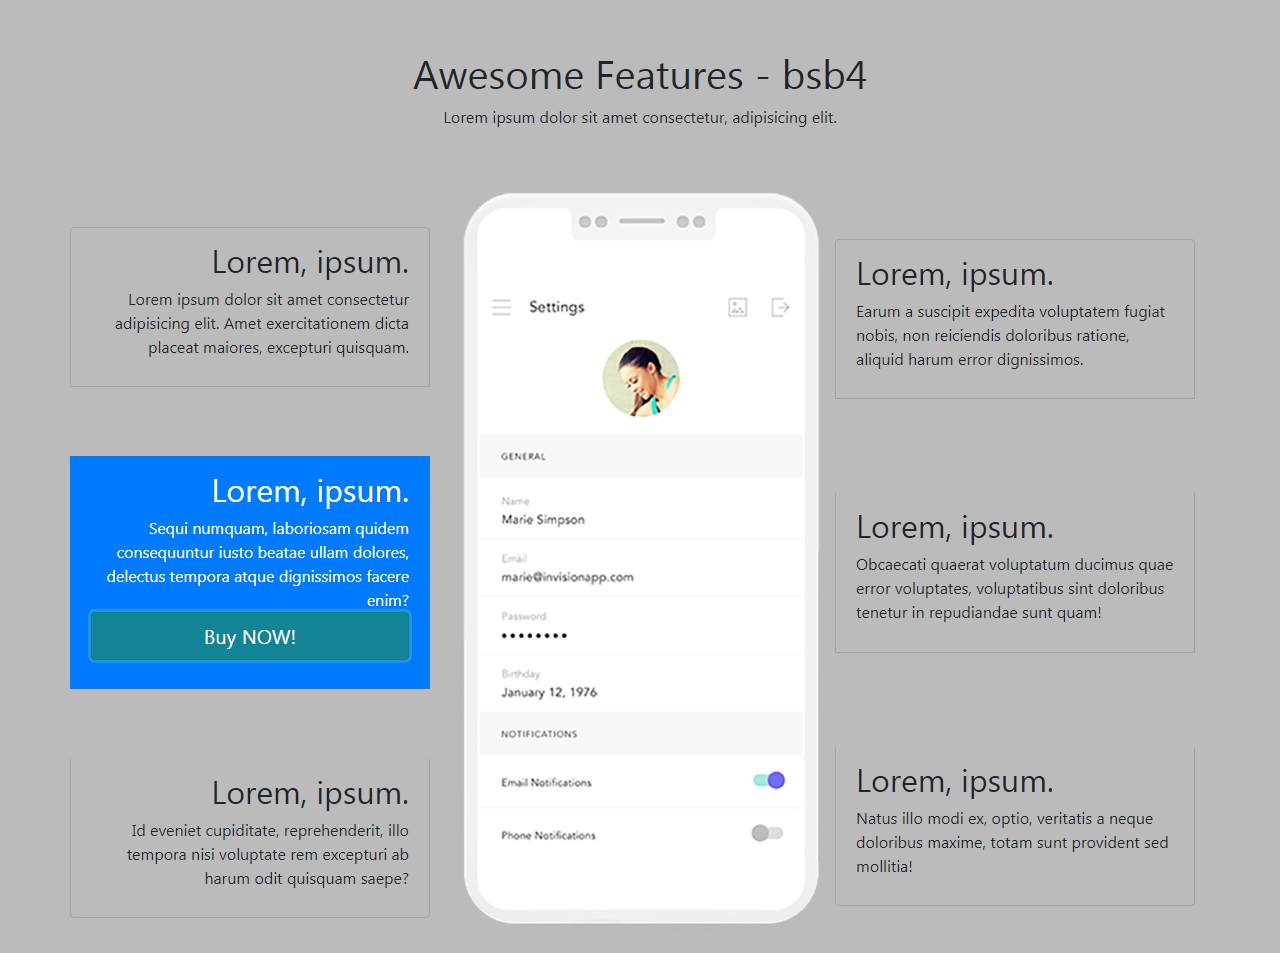 Awesome Features - bsb4
Lorem ipsum dolor sit amet consectetur, adipisicing elit.
Lorem, ipsum.
Lorem ipsum dolor sit amet consectetur
adipisicing elit. Amet exercitationem dicta
placeat maiores, excepturi quisquam.
Lorem, ipsum.
Sequi numquam, laboriosam quidem
consequuntur iusto beatae ullam dolores,
delectus tempora atque dignissimos facere
enim?
Buy NOW!
Lorem, ipsum.
Id eveniet cupiditate, reprehenderit, illo
tempora nisi voluptate rem excepturi ab
harum odit quisquam saepe?
Settings
GENERAL
Name
Marie Simpson
Email
marie@invisionapp.com
Password
••••••••
Birthday
January 12, 1976
NOTIFICATIONS
Email Notifications
Phone Notifications
Lorem, ipsum.
Earum a suscipit expedita voluptatem fugiat
nobis, non reiciendis doloribus ratione,
aliquid harum error dignissimos.
Lorem, ipsum.
Obcaecati quaerat voluptatum ducimus quae
error voluptates, voluptatibus sint doloribus
tenetur in repudiandae sunt quam!
Lorem, ipsum.
Natus illo modi ex, optio, veritatis a neque
doloribus maxime, totam sunt provident sed
mollitia!